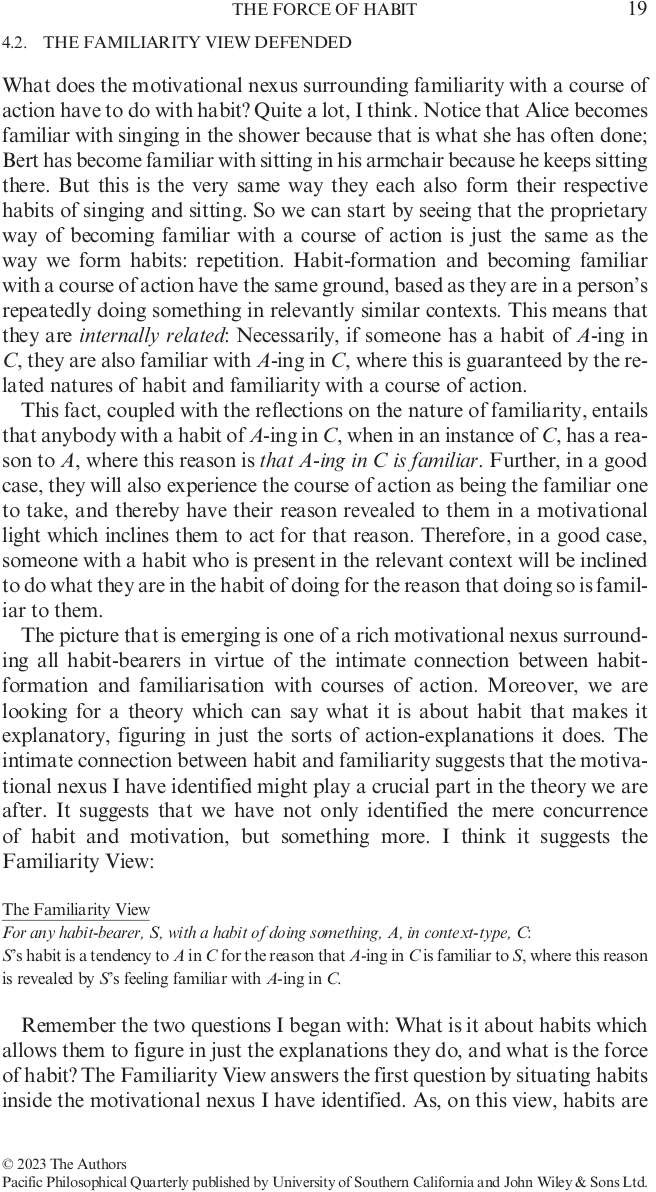 THE FORCE OF HABIT 19
4.2. THE FAMILIARITY VIEW DEFENDED
What does the motivational nexus surrounding familiarity with a course of
action have to do with habit? Quite a lot, I think. Notice that Alice becomes
familiar with singing in the shower because that is what she has often done;
Bert has become familiar with sitting in his armchair because he keeps sitting
there. But this is the very same way they each also form their respective
habits of singing and sitting. So we can start by seeing that the proprietary
way of becoming familiar with a course of action is just the same as the
way we form habits: repetition. Habit-formation and becoming familiar
with a course of action have the same ground, based as they are in a person's
repeatedly doing something in relevantly similar contexts. This means that
they are internally related: Necessarily, if someone has a habit of A-ing in
C, they are also familiar with A-ing in C, where this is guaranteed by the re-
lated natures of habit and familiarity with a course of action.
This fact, coupled with the reflections on the nature of familiarity, entails
that anybody with a habit of A-ing in C, when in an instance of C, has a rea-
son to A, where this reason is that A-ing in C is familiar. Further, in a good
case, they will also experience the course of action as being the familiar one
to take, and thereby have their reason revealed to them in a motivational
light which inclines them to act for that reason. Therefore, in a good case,
someone with a habit who is present in the relevant context will be inclined
to do what they are in the habit of doing for the reason that doing so is famil-
iar to them.
The picture that is emerging is one of a rich motivational nexus surround-
ing all habit-bearers in virtue of the intimate connection between habit-
formation and familiarisation with courses of action. Moreover, we are
looking for a theory which can say what it is about habit that makes it
explanatory, figuring in just the sorts of action-explanations it does. The
intimate connection between habit and familiarity suggests that the motiva-
tional nexus I have identified might play a crucial part in the theory we are
after. It suggests that we have not only identified the mere concurrence
of habit and motivation, but something more. I think it suggests the
Familiarity View:
The Familiarity View
For any habit-bearer, S, with a habit of doing something, A, in context-type, C:
S's habit is a tendency to A in C for the reason that A-ing in C is familiar to S, where this reason
is revealed by S's feeling familiar with A-ing in C.
Remember the two questions I began with: What is it about habits which
allows them to figure in just the explanations they do, and what is the force
of habit? The Familiarity View answers the first question by situating habits
inside the motivational nexus I have identified. As, on this view, habits are
© 2023 The Authors
Pacific Philosophical Quarterly published by University of Southern California and John Wiley & Sons Ltd.